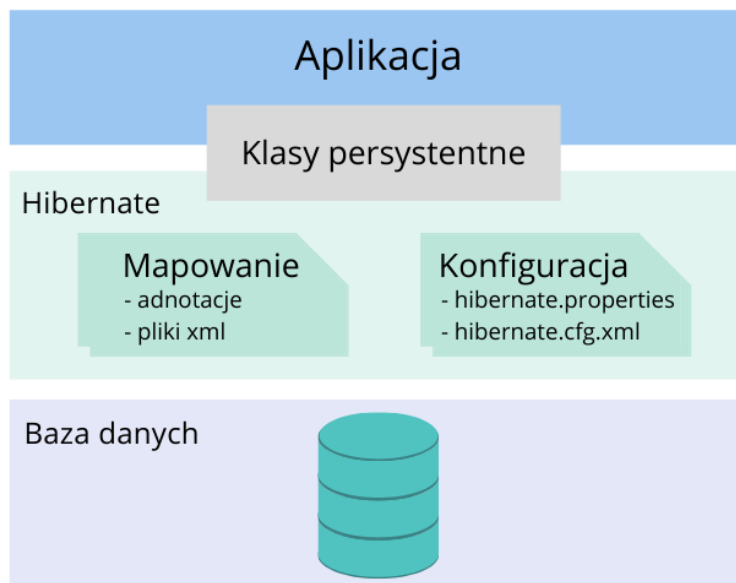 Aplikacja
Klasy persystentne
Hibernate
Mapowanie
- adnotacje
- pliki xml
Konfiguracja
- hibernate.properties
- hibernate.cfg.xml
Baza danych